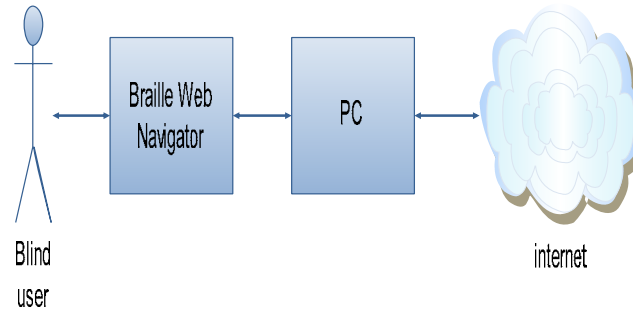 Braille Web
Navigator
PC
Blind
user
internet